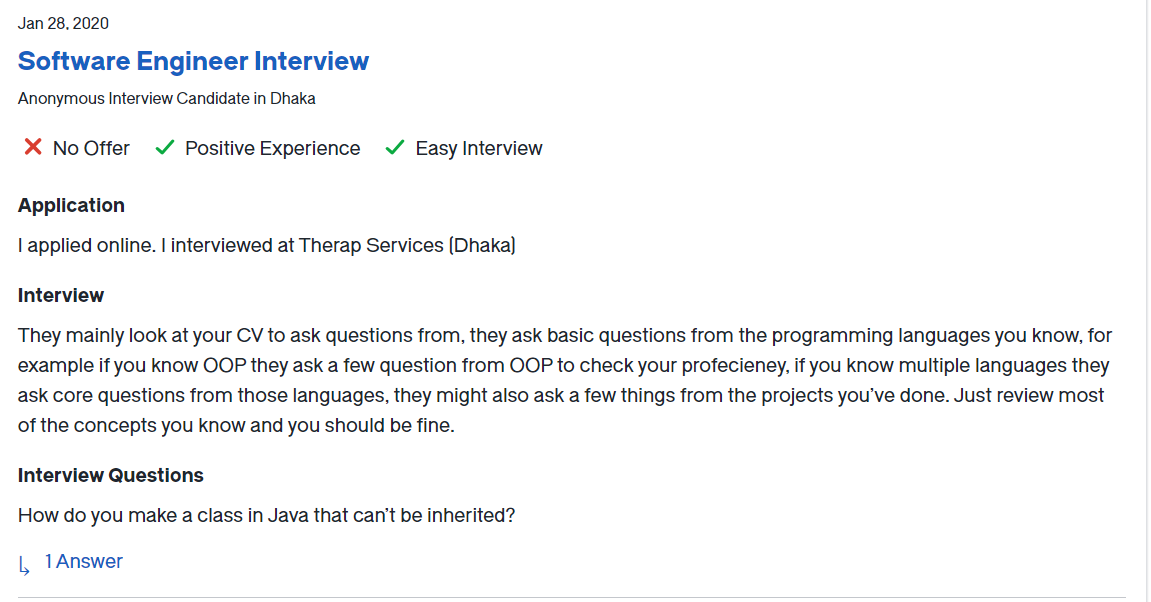 Jan 28, 2020
Software Engineer Interview
Anonymous Interview Candidate in Dhaka
No Offer Positive Experience Easy Interview
Application
I applied online. I interviewed at Therap Services (Dhaka)
Interview
They mainly look at your CV to ask questions from, they ask basic questions from the programming languages you know, for
example if you know OOP they ask a few question from OOP to check your profecieney, if you know multiple languages they
ask core questions from those languages, they might also ask a few things from the projects you've done. Just review most
of the concepts you know and you should be fine.
Interview Questions
How do you make a class in Java that can't be inherited?
1 Answer